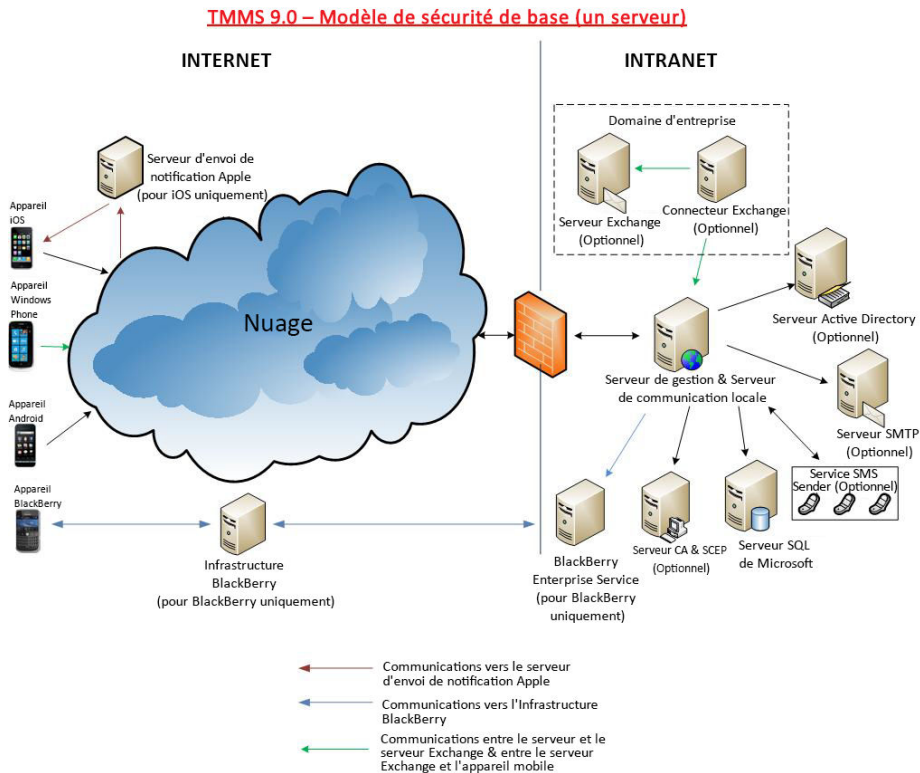 TMMS 9.0 – Modèle de sécurité de base (un serveur)
INTERNET
INTRANET
Domaine d'entreprise
Serveur Exchange
(Optionnel)
Connecteur Exchange
(Optionnel)
Serveur d'envoi de
notification Apple
(pour iOS uniquement)
Appareil
iOS
Appareil
Windows
Phone
Appareil
Android
Appareil
BlackBerry
Nuage
Serveur de gestion & Serveur
de communication locale
Serveur Active Directory
(Optionnel)
Serveur SMTP
(Optionnel)
Service SMS
Sender (Optionnel)
Infrastructure
BlackBerry
(pour BlackBerry uniquement)
BlackBerry
Enterprise Service
(pour BlackBerry
uniquement)
Serveur CA & SCEP
(Optionnel)
Serveur SQL
de Microsoft
Communications vers le serveur
d'envoi de notification Apple
Communications vers l'Infrastructure
BlackBerry
Communications entre le serveur et le
serveur Exchange & entre le serveur
Exchange et l'appareil mobile